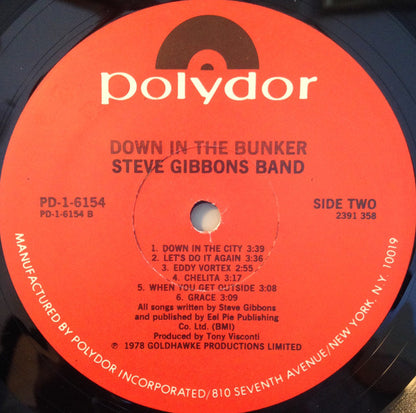 polydor
DOWN IN THE BUNKER
STEVE GIBBONS BAND
PD-1-6154
PD-1-6154 B
SIDE TWO
2391 358
1. DOWN IN THE CITY 3:39
2. LET'S DO IT AGAIN 3:36
3. EDDY VORTEX 2:55
4. CHELITA 3:17
5. WHEN YOU GET OUTSIDE 3:08
6. GRACE 3:09
All songs written by Steve Gibbons
and published by Eel Pie Publishing
Co. Ltd. (BMI)
Produced by Tony Visconti
℗ 1978 GOLDHAWKE PRODUCTIONS LIMITED
MANUFACTURED BY POLYDOR INCORPORATED/810 SEVENTH AVENUE/NEW YORK, N.Y. 10019